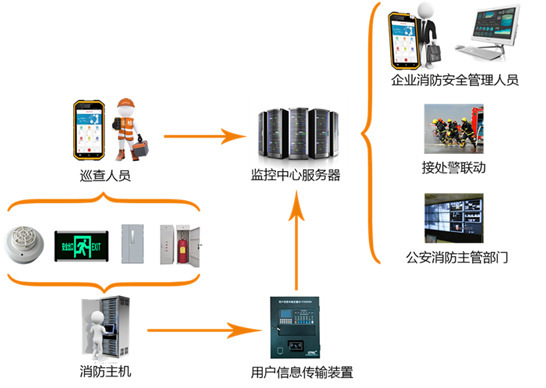 企业消防安全管理人员
巡查人员
监控中心服务器
接处警联动
安全出口
EXIT
公安消防主管部门
消防主机
用户信息传输装置